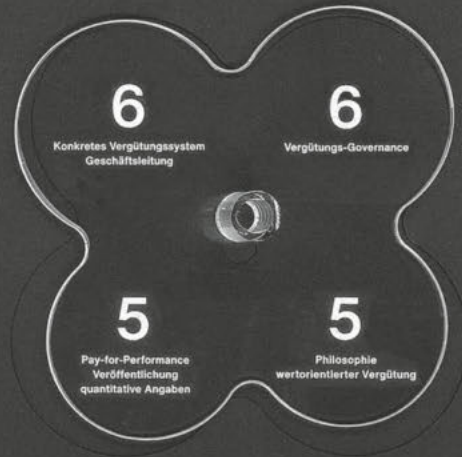 6
Konkretes Vergütungssystem
Geschäftsleitung
6
Vergütungs-Governance
5
Pay-for-Performance
Veröffentlichung
quantitative Angaben
5
Philosophie
wertorientierter Vergütung